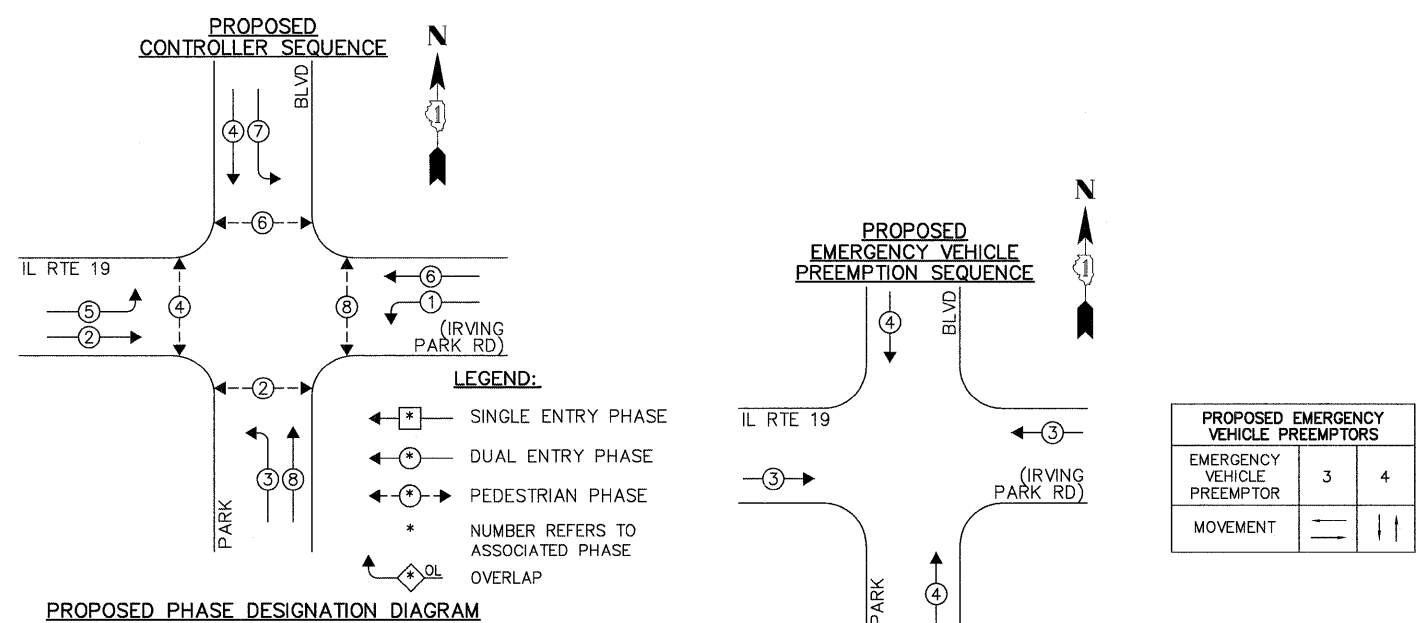 PROPOSED
CONTROLLER SEQUENCE
N
1
BLVD
4 7
6
IL RTE 19
6
5
4
8
1
2
(IRVING
PARK RD)
2
3 8
PARK
LEGEND:
* SINGLE ENTRY PHASE
* DUAL ENTRY PHASE
* PEDESTRIAN PHASE
* NUMBER REFERS TO
ASSOCIATED PHASE
* OL OVERLAP
PROPOSED PHASE DESIGNATION DIAGRAM
N
1
PROPOSED
EMERGENCY VEHICLE
PREEMPTION SEQUENCE
BLVD
4
IL RTE 19
3
3
(IRVING
PARK RD)
4
PARK
PROPOSED EMERGENCY
VEHICLE PREEMPTORS
EMERGENCY
VEHICLE 3 4
PREEMPTOR
MOVEMENT